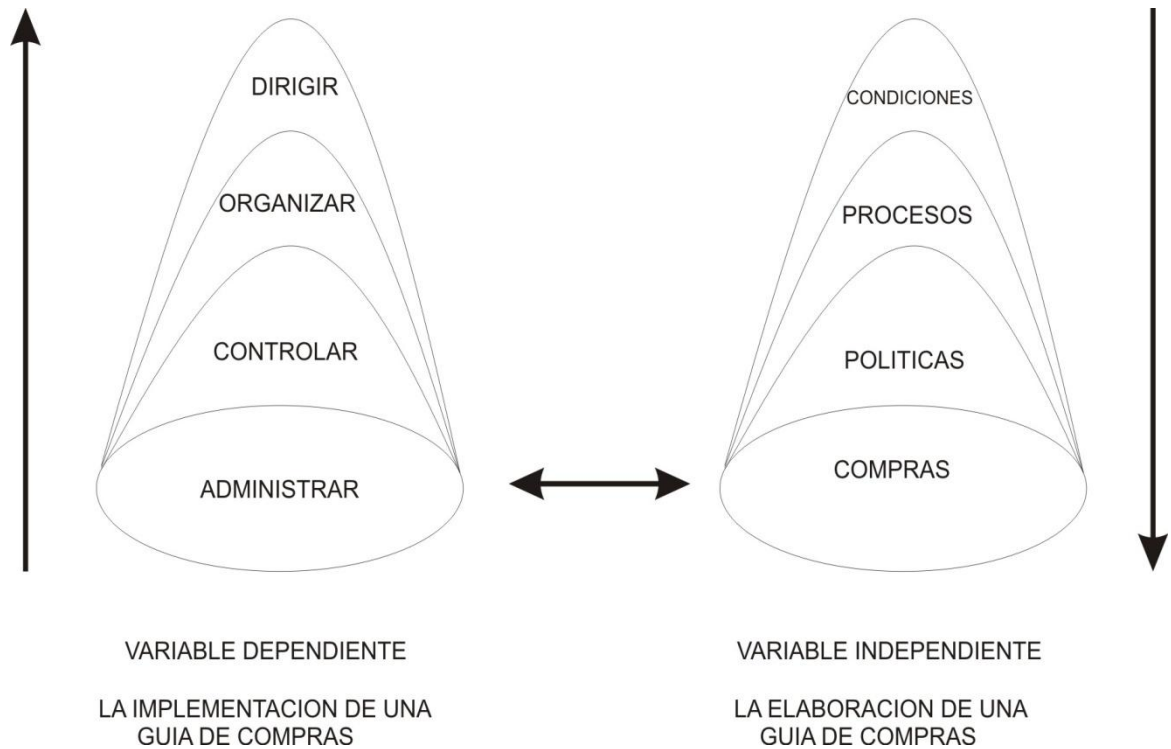 DIRIGIR
ORGANIZAR
CONTROLAR
ADMINISTRAR
CONDICIONES
PROCESOS
POLITICAS
COMPRAS
VARIABLE DEPENDIENTE
LA IMPLEMENTACION DE UNA
GUIA DE COMPRAS
VARIABLE INDEPENDIENTE
LA ELABORACION DE UNA
GUIA DE COMPRAS